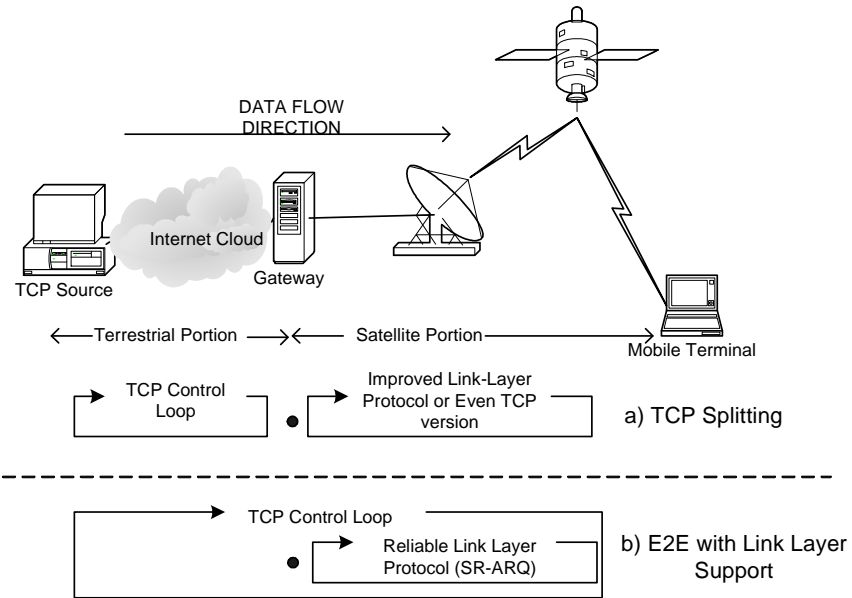 DATA FLOW
DIRECTION
Internet Cloud
TCP Source
Gateway
Terrestrial Portion
Satellite Portion
Mobile Terminal
TCP Control
Loop
Improved Link-Layer
Protocol or Even TCP
version
a) TCP Splitting
TCP Control Loop
Reliable Link Layer
Protocol (SR-ARQ)
b) E2E with Link Layer
Support